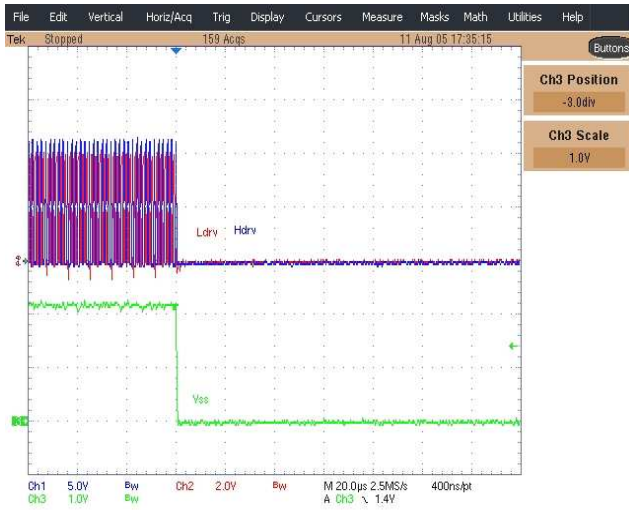 File Edit Vertical Horiz/Acq Trig Display Cursors Measure Masks Math Utilities Help
Tek Stopped 159 Acqs 11 Aug 05 17:35:15
Buttons
Ch3 Position
-3.0div
Ch3 Scale
1.0V
Ldrv Hdrv
Vss
Ch1 5.0V Bw Ch2 2.0V Bw M 20.0µs 2.5MS/s 400ns/pt
Ch3 1.0V Bw A Ch3 \ 1.4V